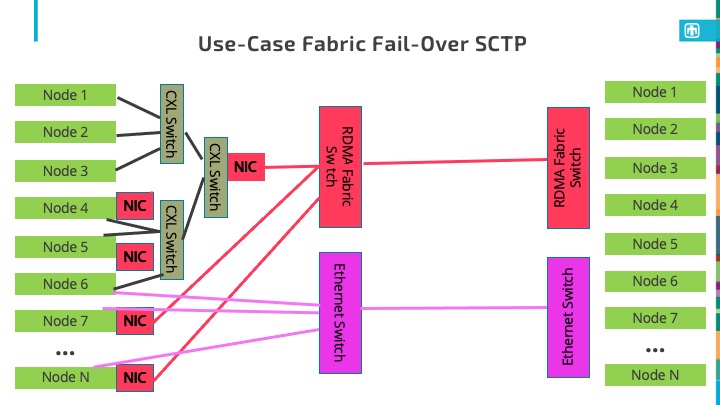 Use-Case Fabric Fail-Over SCTP
Node 1
Node 2
Node 3
Node 4
Node 5
Node 6
Node 7
...
Node N
NIC
NIC
NIC
NIC
CXL Switch
CXL Switch
CXL Switch
NIC
RDMA Fabric
Sw tch
Ethernet Switch
RDMA Fabric
Switch
Ethernet Switch
Node 1
Node 2
Node 3
Node 4
Node 5
Node 6
Node 7
...
Node N